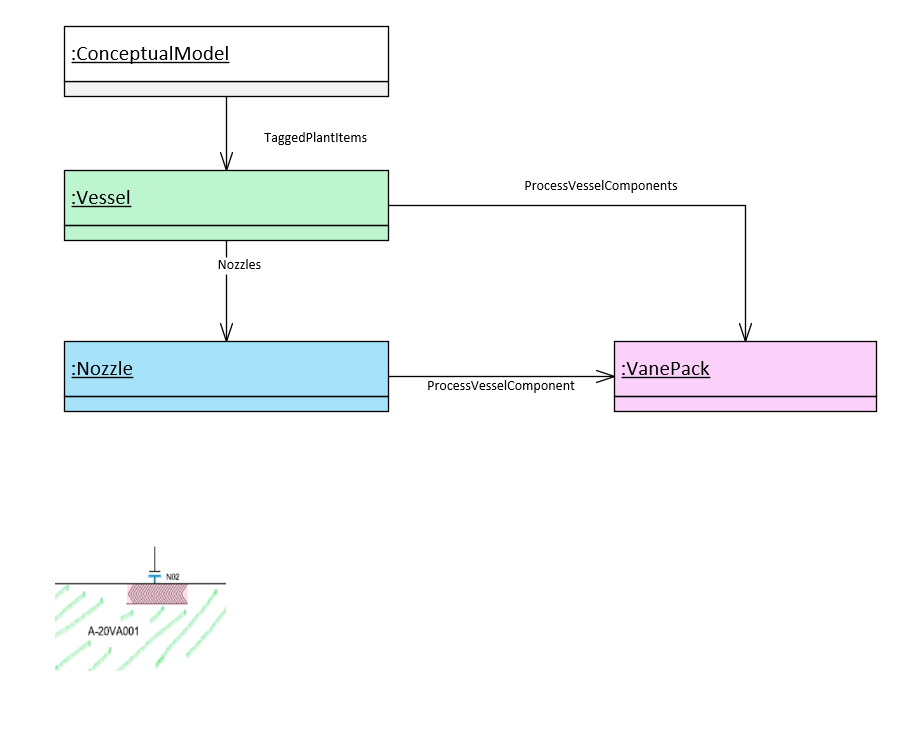 :ConceptualModel
TaggedPlantItems
:Vessel
ProcessVesselComponents
Nozzles
:Nozzle
ProcessVesselComponent
:VanePack
N02
A-20VA001